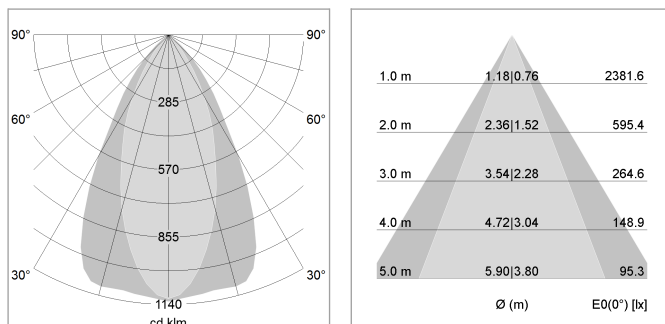 90° 90°
285
60° 60°
570
855
30° 30°
1140
cd klm
1.0 m 1.18|0.76 2381.6
2.0 m 2.36|1.52 595.4
3.0 m 3.54|2.28 264.6
4.0 m 4.72|3.04 148.9
5.0 m 5.90|3.80 95.3
Ø (m) E0(0°) [lx]